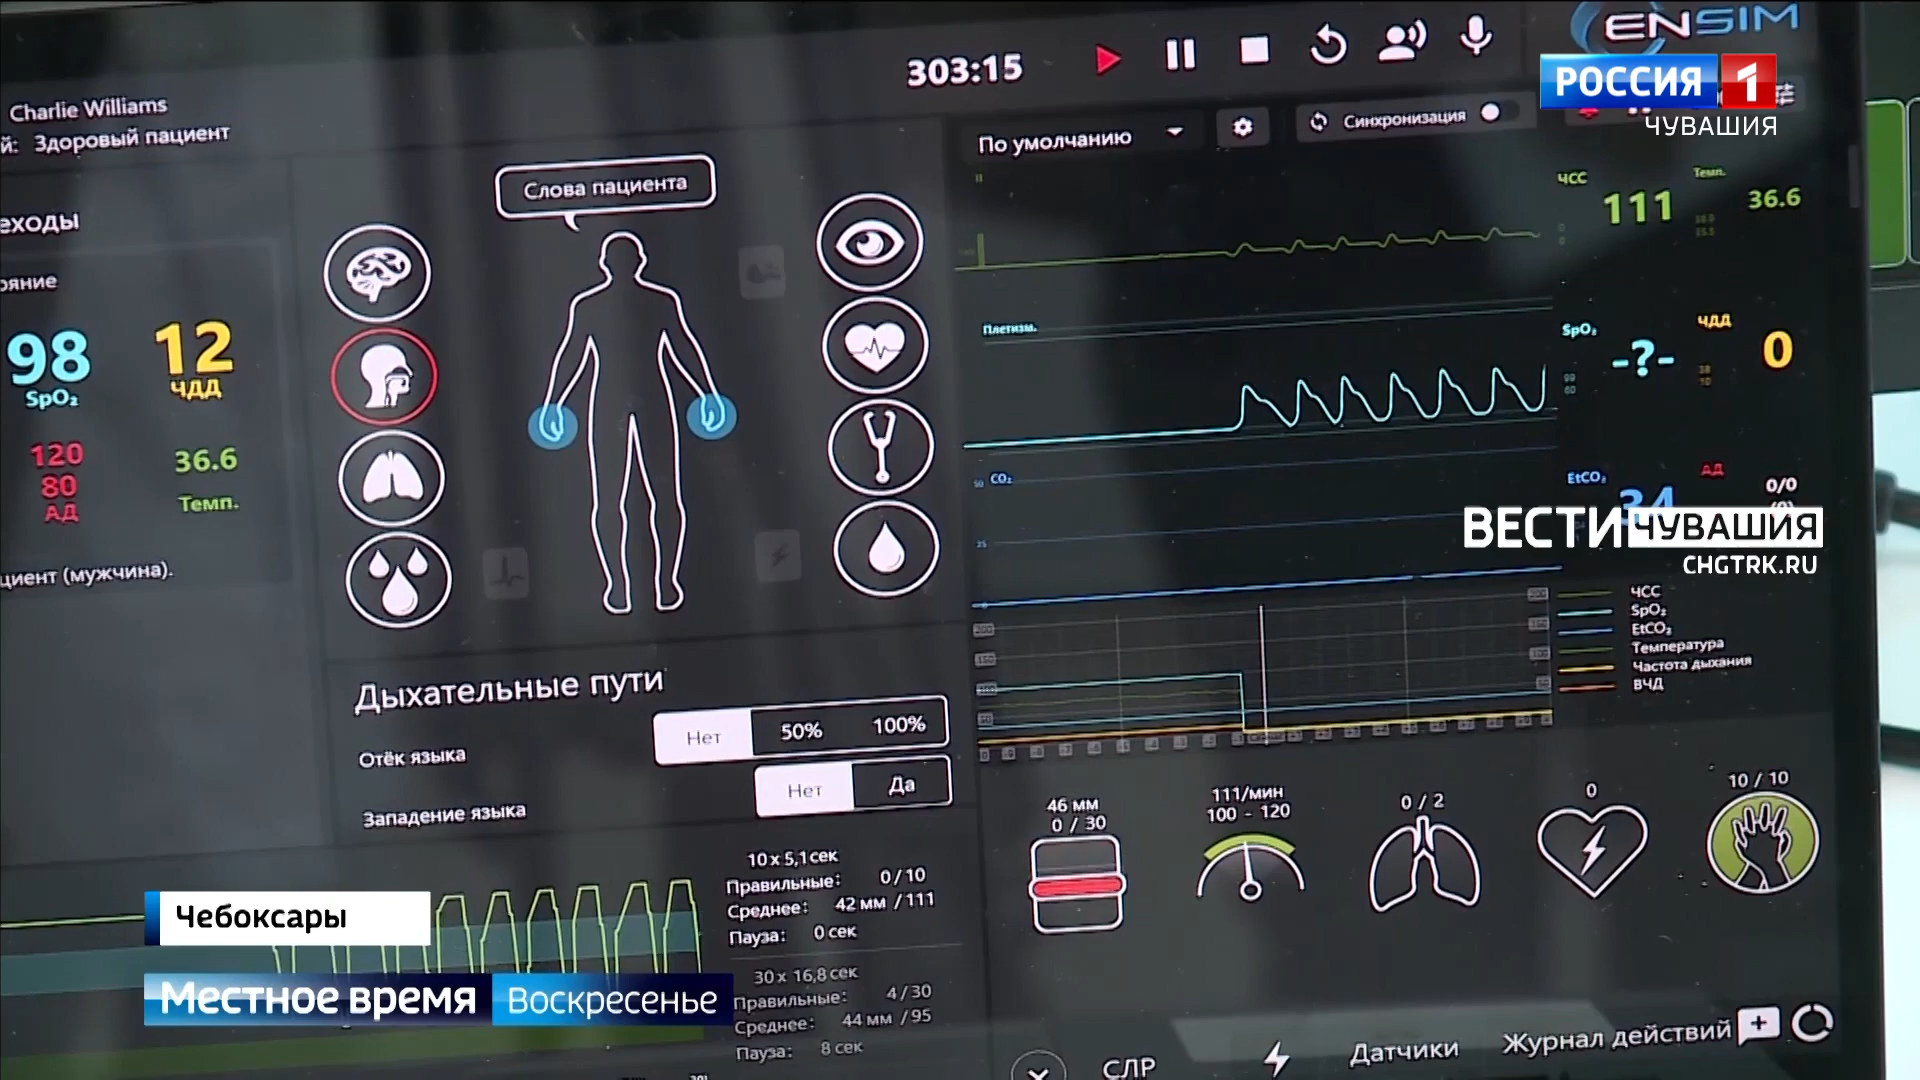 303:15
ENSIM
РОССИЯ 1
ЧУВАШИЯ
Charlie Williams
й: Здоровый пациент
еходы
98
SpO₂
12
ЧДД
120
80
АД
36.6
Темп.
циент (мужчина).
Слова пациента
По умолчанию
Синхронизация
ЧСС
111
Темп.
36.6
Плетизм.
SpO₂
-?-
ЧДД
0
CO₂
EtCO₂
34
АД
0/0
ВЕСТИ ЧУВАШИЯ
CHGTRK.RU
ЧСС
SpO₂
EtCO₂
Температура
Частота дыхания
ВЧД
Дыхательные пути
Отёк языка
Нет 50% 100%
Западение языка
Нет Да
46 мм
0 / 30
111/мин
100 - 120
0 / 2
0
10 / 10
10 x 5,1 сек
Правильные: 0/10
Среднее: 42 мм / 111
Пауза: 0 сек
30 x 16,8 сек
Правильные: 4/30
Среднее: 44 мм / 95
Пауза: 8 сек
Чебоксары
Местное время Воскресенье
СЛР
Датчики
Журнал действий